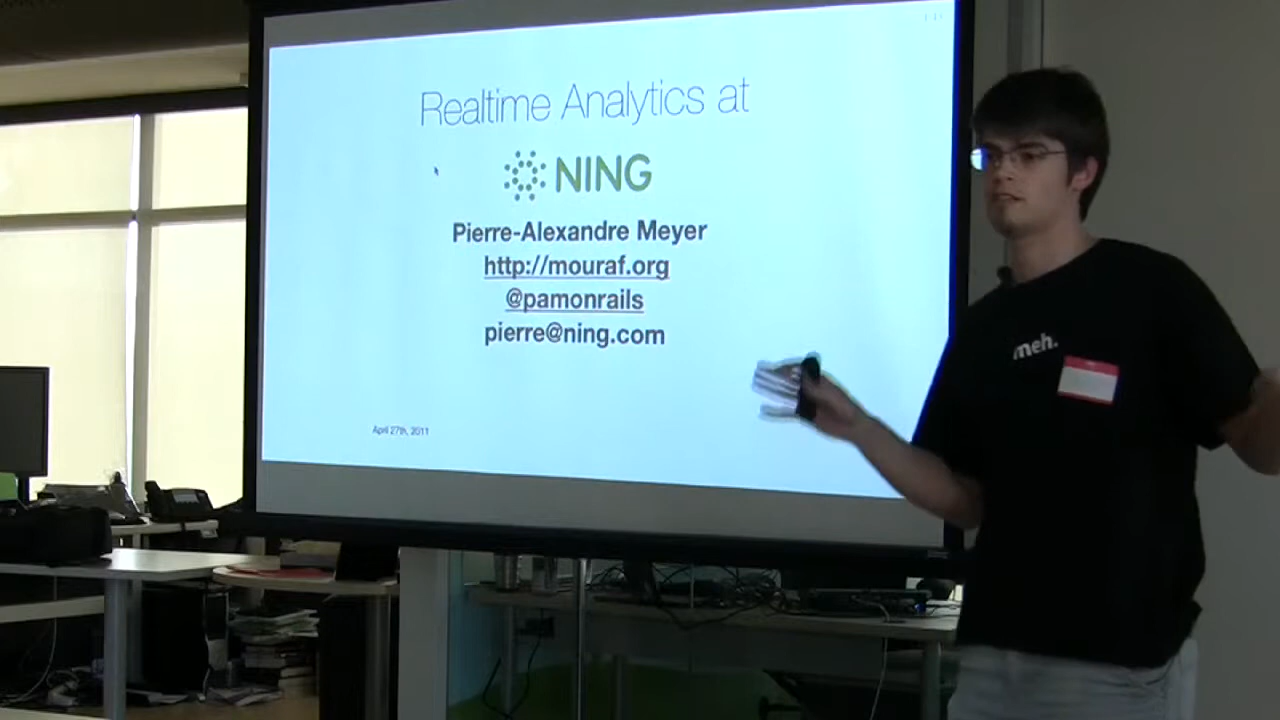 Realtime Analytics at
NING
Pierre-Alexandre Meyer
http://mouraf.org
@pamonrails
pierre@ning.com
April 27th, 2011
meh.